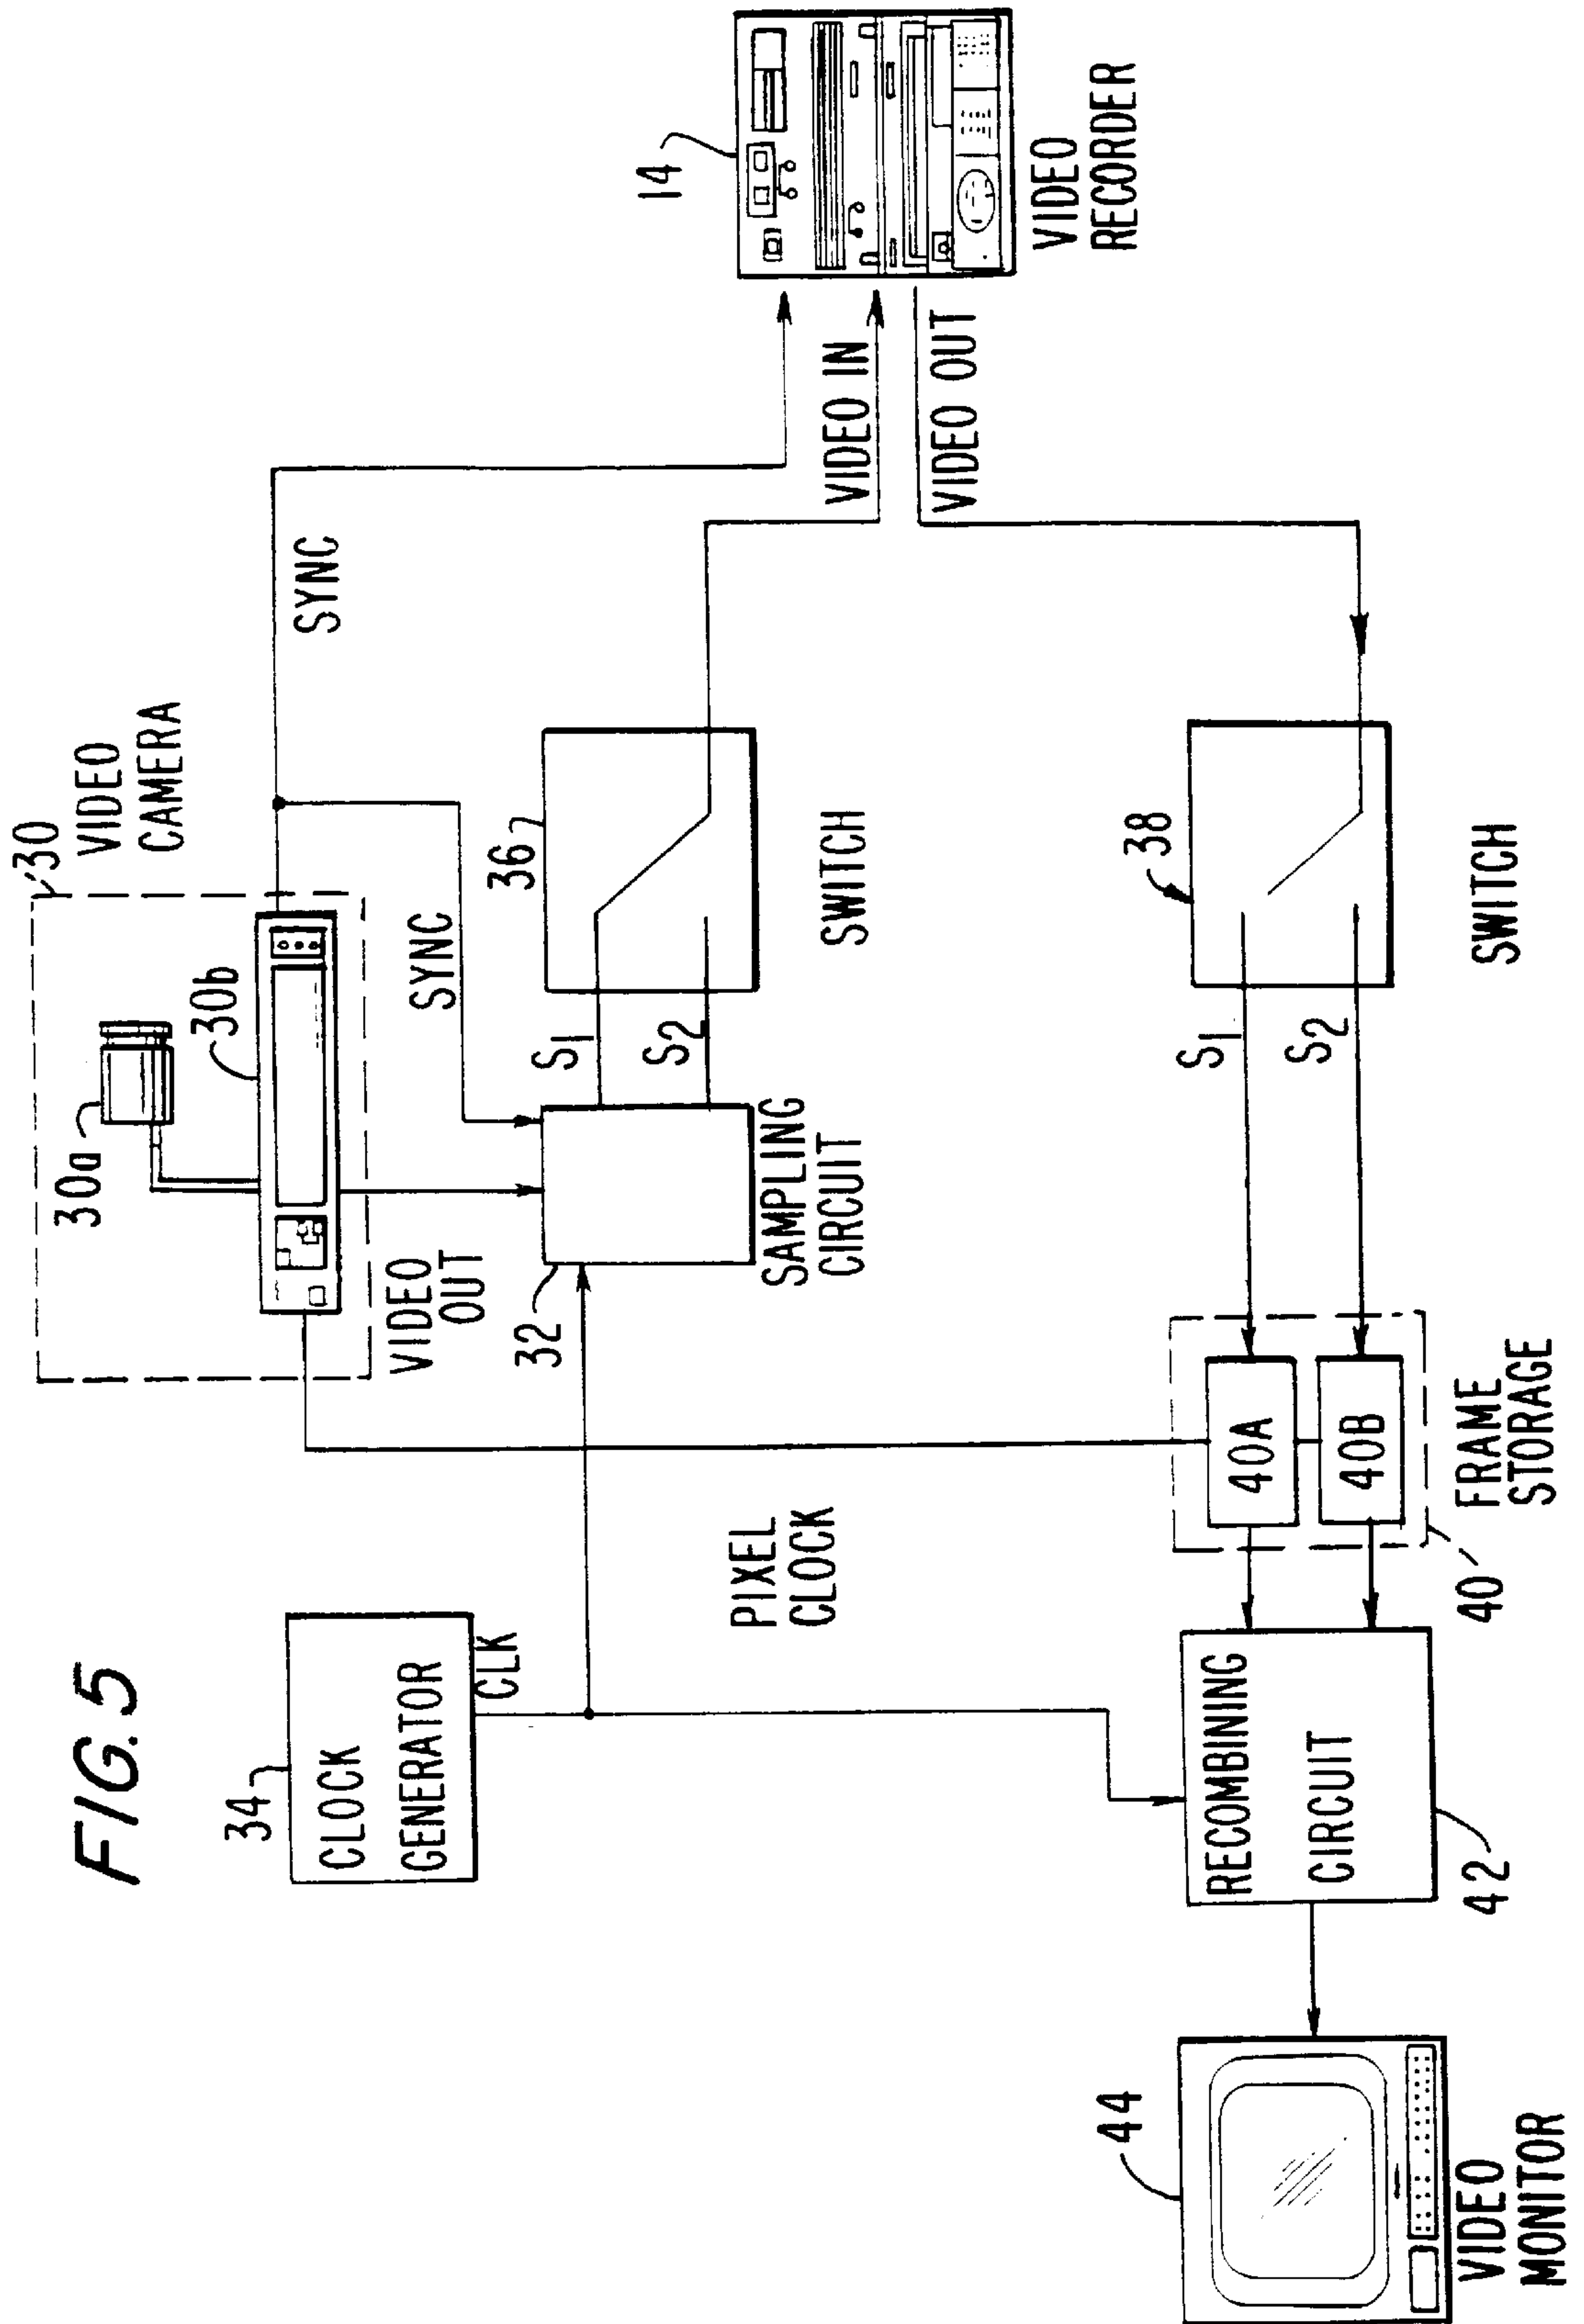 FIG. 5
34
CLOCK
GENERATOR
CLK
PIXEL
CLOCK
30
VIDEO
CAMERA
30a
30b
VIDEO
OUT
SYNC
SYNC
32
SAMPLING
CIRCUIT
S1
S2
36
SWITCH
14
VIDEO
RECORDER
VIDEO IN
VIDEO OUT
38
SWITCH
S1
S2
40A
40B
40
FRAME
STORAGE
RECOMBINING
CIRCUIT
42
44
VIDEO
MONITOR